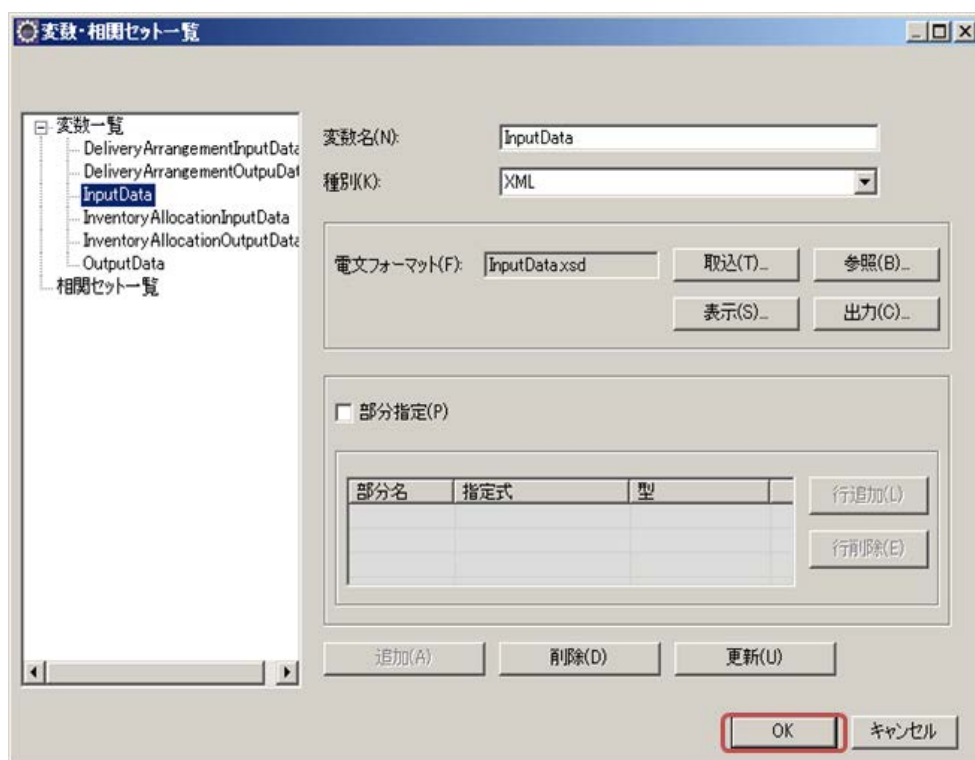 変数・相関セット一覧
変数一覧
DeliveryArrangementInputData
DeliveryArrangementOutpuDat
InputData
InventoryAllocationInputData
InventoryAllocationOutputData
OutputData
相関セット一覧
変数名(N):
InputData
種別(K):
XML
電文フォーマット(F):
InputData.xsd
取込(T)...
参照(B)...
表示(S)...
出力(C)...
部分指定(P)
部分名 指定式 型
行追加(L)
行削除(E)
追加(A)
削除(D)
更新(U)
OK
キャンセル